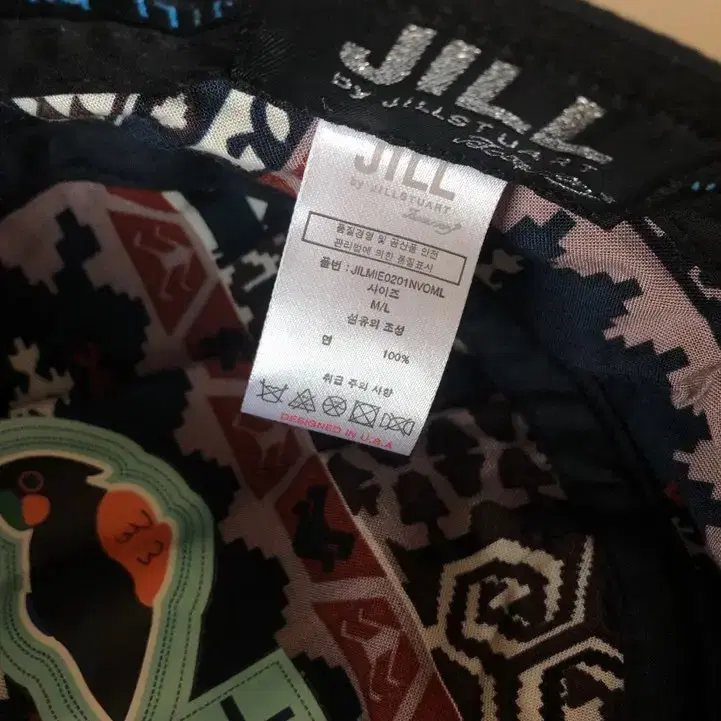 JILL
by JILLSTUART
JILL
by JILLSTUART
Accessory
품질경영 및 공산품 안전
관리법에 의한 품질표시
품번 : JILMIE0201NVOML
사이즈
M/L
섬유의 조성
면 100%
취급 주의 사항
DESIGNED IN U.S.A